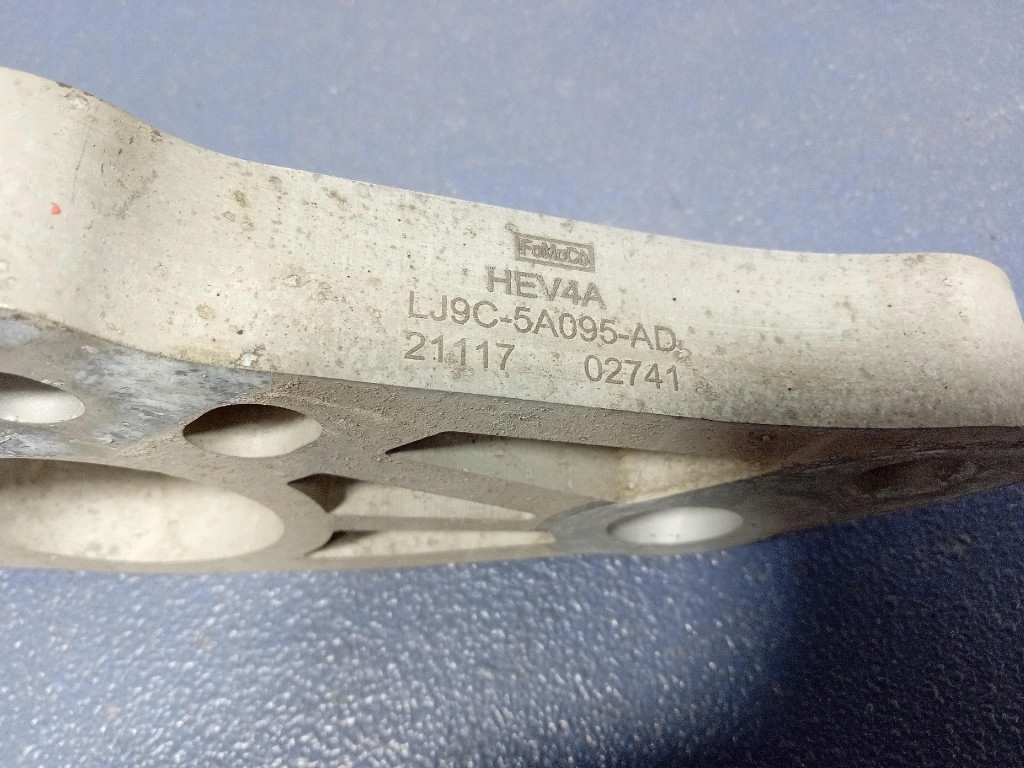 FoMoCo
HEV4A
LJ9C-5A095-AD
21117 02741